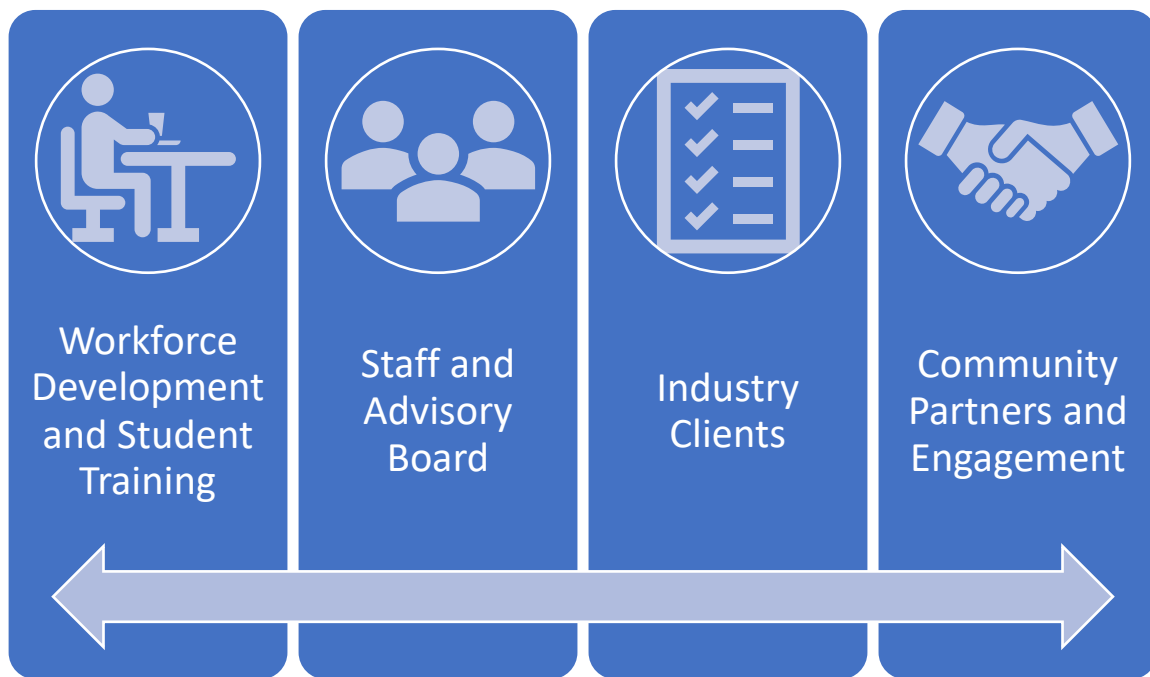 Workforce
Development
and Student
Training
Staff and
Advisory
Board
Industry
Clients
Community
Partners and
Engagement